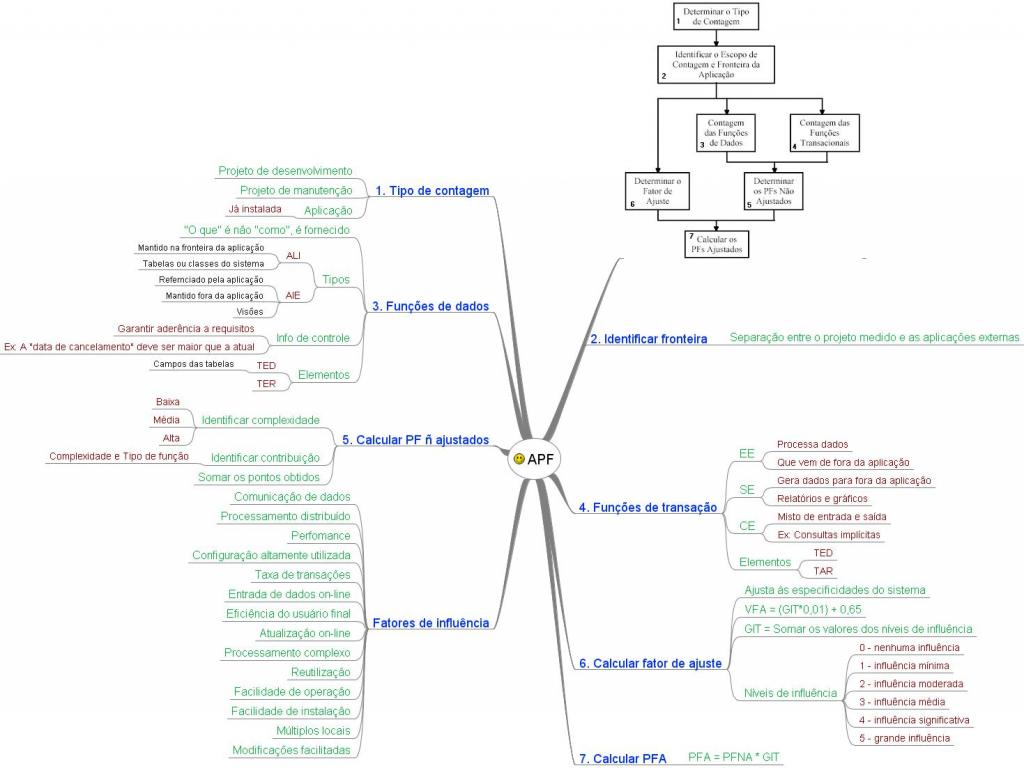 1 Determinar o Tipo
de Contagem
Identificar o Escopo de
Contagem e Fronteira da
2 Aplicação
Contagem
das Funções
3 de Dados
Contagem das
Funções
4 Transacionais
Determinar o
Fator de
6 Ajuste
Determinar
os PFs Não
5 Ajustados
7 Calcular os
PFs Ajustados
APF
1. Tipo de contagem
Projeto de desenvolvimento
Projeto de manutenção
Aplicação
Já instalada
3. Funções de dados
"O que" é não "como", é fornecido
Tipos
ALI
Mantido na fronteira da aplicação
Tabelas ou classes do sistema
AIE
Refernciado pela aplicação
Mantido fora da aplicação
Visões
Info de controle
Garantir aderência a requisitos
Ex: A "data de cancelamento" deve ser maior que a atual
Elementos
TED
Campos das tabelas
TER
5. Calcular PF ñ ajustados
Identificar complexidade
Baixa
Média
Alta
Identificar contribuição
Complexidade e Tipo de função
Somar os pontos obtidos
Fatores de influência
Comunicação de dados
Processamento distribuído
Perfomance
Configuração altamente utilizada
Taxa de transações
Entrada de dados on-line
Eficiência do usuário final
Atualização on-line
Processamento complexo
Reutilização
Facilidade de operação
Facilidade de instalação
Múltiplos locais
Modificações facilitadas
2. Identificar fronteira
Separação entre o projeto medido e as aplicações externas
4. Funções de transação
EE
Processa dados
Que vem de fora da aplicação
SE
Gera dados para fora da aplicação
Relatórios e gráficos
CE
Misto de entrada e saída
Ex: Consultas implícitas
Elementos
TED
TAR
6. Calcular fator de ajuste
Ajusta ás especificidades do sistema
VFA = (GIT*0,01) + 0,65
GIT = Somar os valores dos níveis de influência
Níveis de influência
0 - nenhuma influência
1 - influência mínima
2 - influência moderada
3 - influência média
4 - influência significativa
5 - grande influência
7. Calcular PFA
PFA = PFNA * GIT